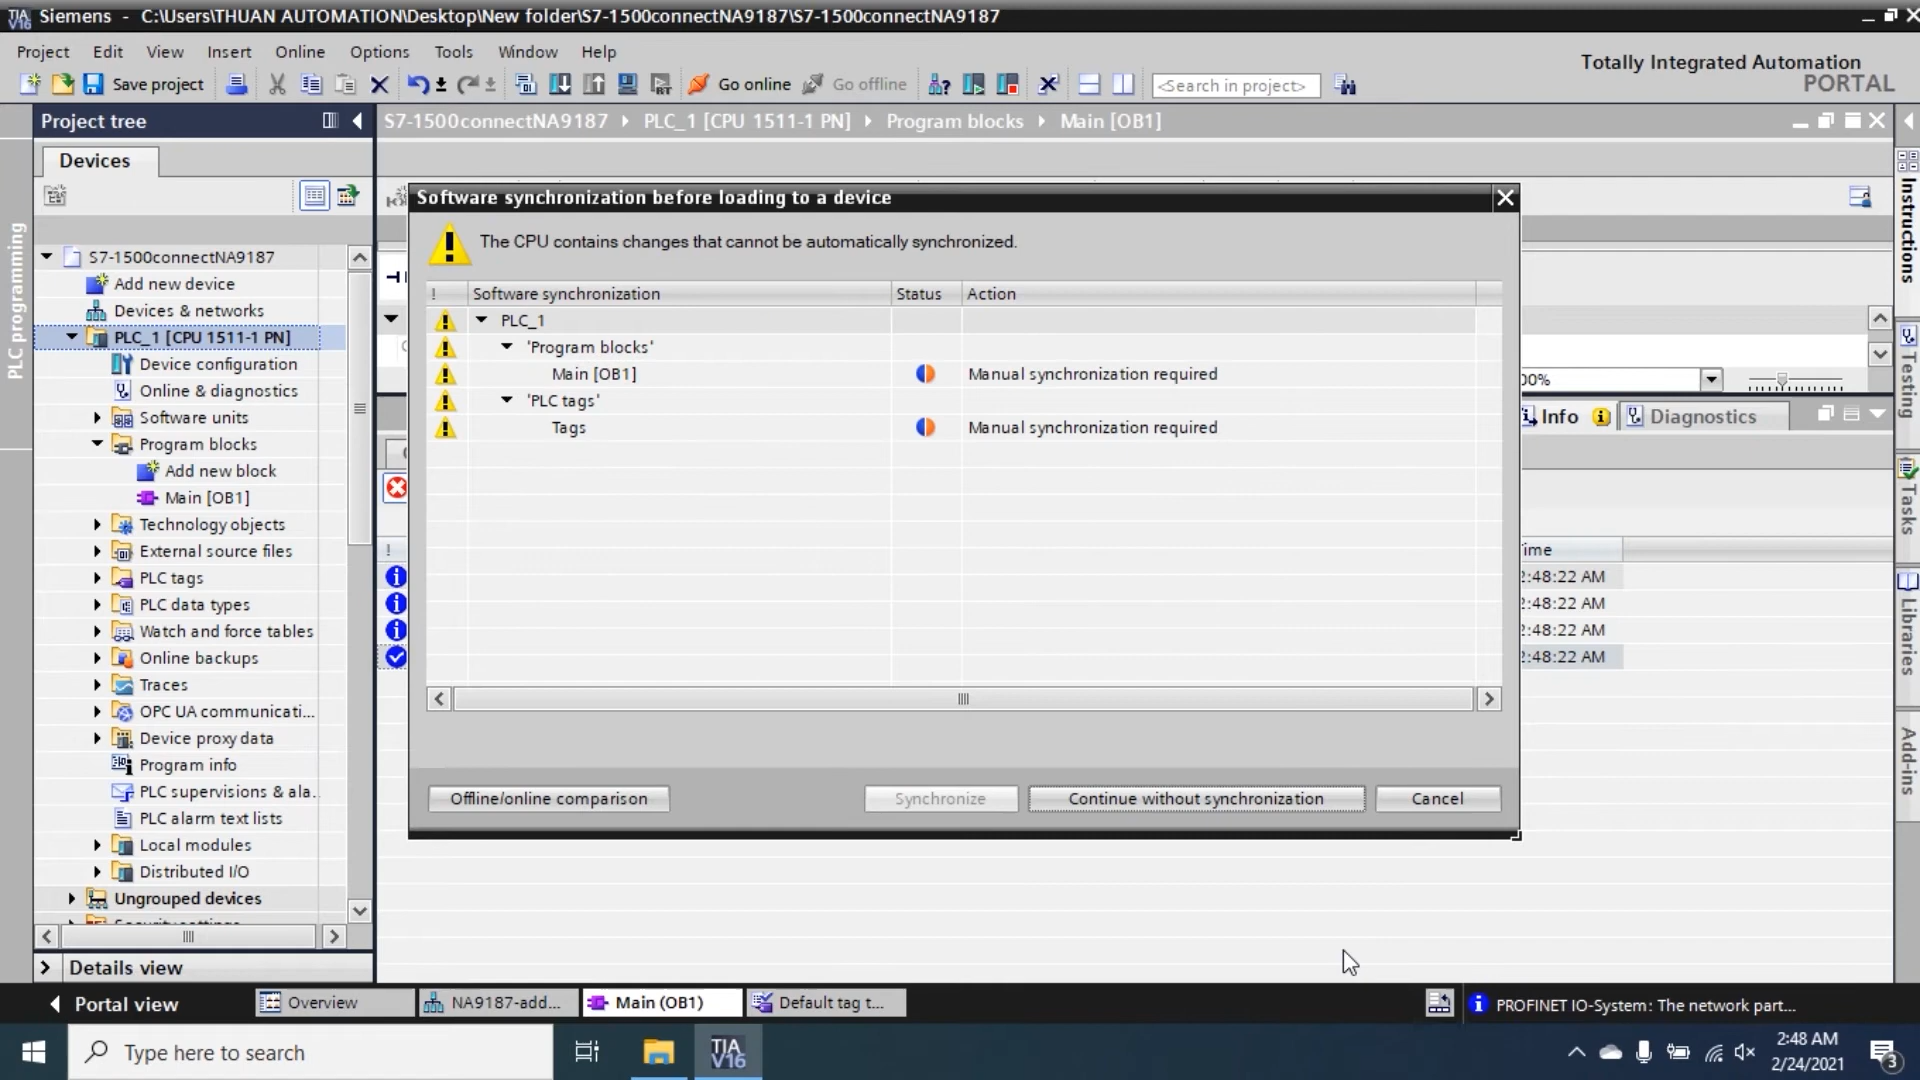 TIA V16 Siemens - C:\Users\THUAN AUTOMATION\Desktop\New folder\S7-1500connectNA9187\S7-1500connectNA9187
Project Edit View Insert Online Options Tools Window Help
Totally Integrated Automation
PORTAL
Save project Go online Go offline <Search in project>
Project tree
S7-1500connectNA9187 PLC_1 [CPU 1511-1 PN] Program blocks Main [OB1]
Devices
PLC programming
S7-1500connectNA9187
Add new device
Devices & networks
PLC_1 [CPU 1511-1 PN]
Device configuration
Online & diagnostics
Software units
Program blocks
Add new block
Main [OB1]
Technology objects
External source files
PLC tags
PLC data types
Watch and force tables
Online backups
Traces
OPC UA communicati...
Device proxy data
Program info
PLC supervisions & ala.
PLC alarm text lists
Local modules
Distributed I/O
Ungrouped devices
Details view
Software synchronization before loading to a device
The CPU contains changes that cannot be automatically synchronized.
! Software synchronization Status Action
PLC_1
'Program blocks'
Main [OB1] Manual synchronization required
'PLC tags'
Tags Manual synchronization required
Offline/online comparison Synchronize Continue without synchronization Cancel
00%
Info Diagnostics
!
ime
2:48:22 AM
2:48:22 AM
2:48:22 AM
2:48:22 AM
Instructions
Testing
Tasks
Libraries
Add-ins
Portal view Overview NA9187-add... Main (OB1) Default tag t... PROFINET IO-System: The network part...
Type here to search
TIA V16
2:48 AM
2/24/2021
3